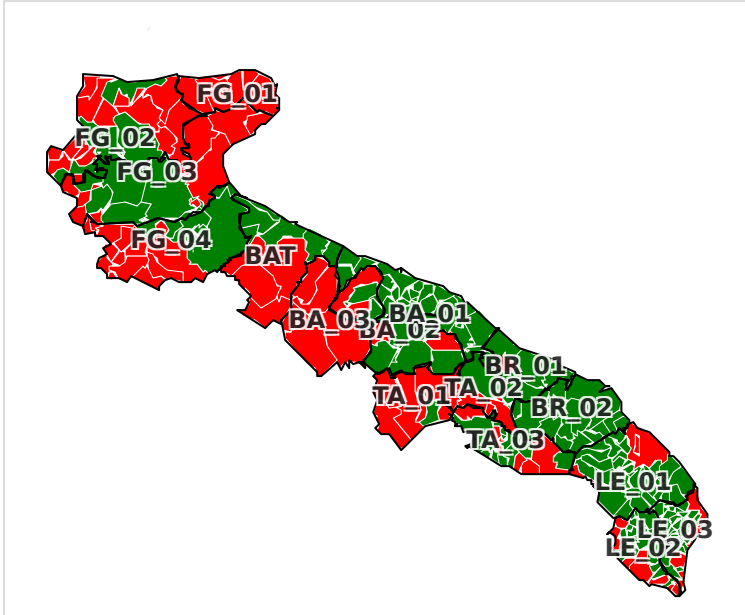 FG_01
FG_02
FG_03
FG_04
BAT
BA_01
BA_03
BA_02
BR_01
TA_02
TA_01
BR_02
TA_03
LE_01
LE_03
LE_02